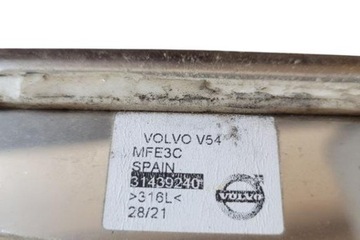 VOLVO V54
MFE3C
SPAIN
31439240
>316L<
28/21
VOLVO